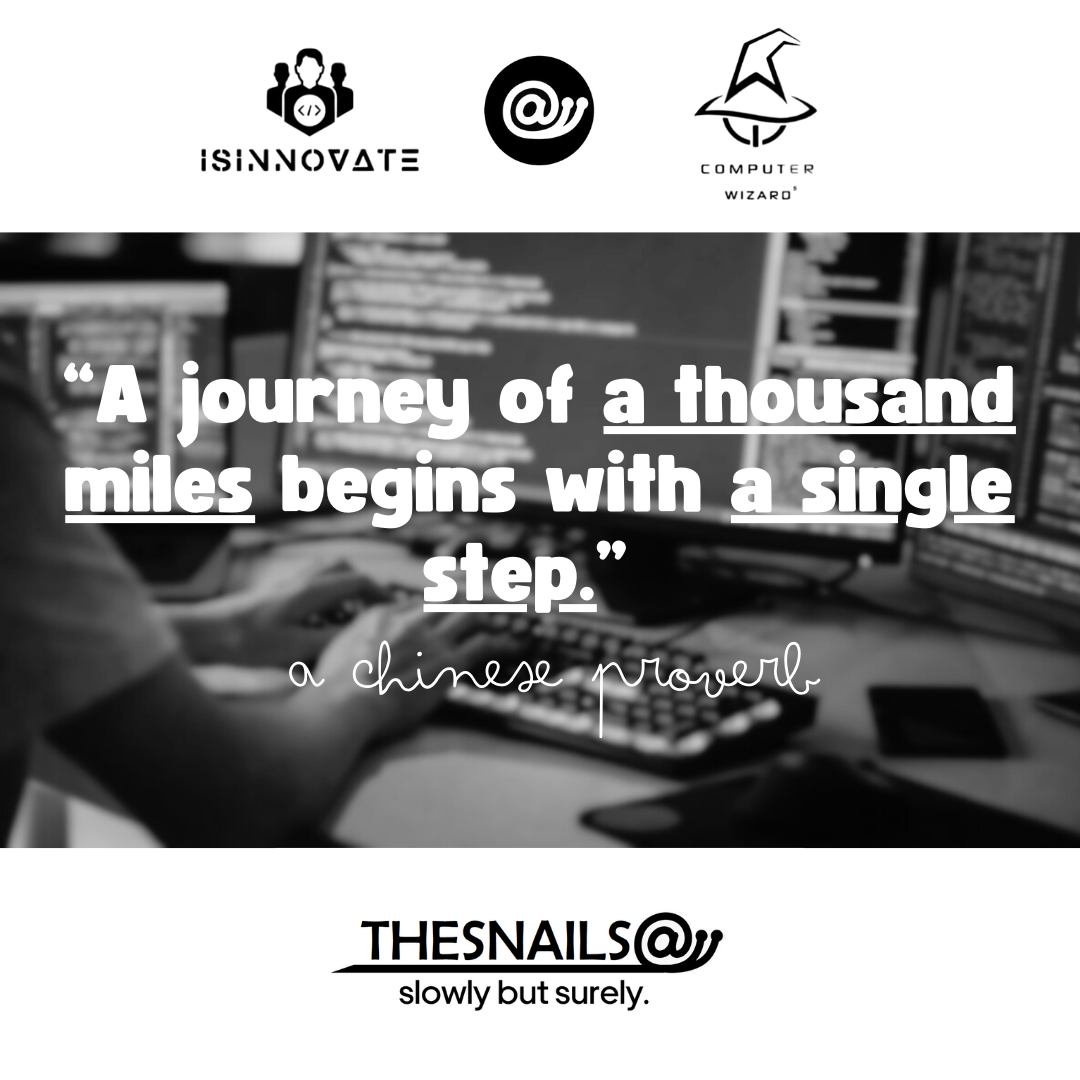 </>
iSiNNOVATE
@
COMPUTER
WIZARD'S
“A journey of a thousand
miles begins with a single
step.”
a chinese proverb
THESNAILS@
slowly but surely.